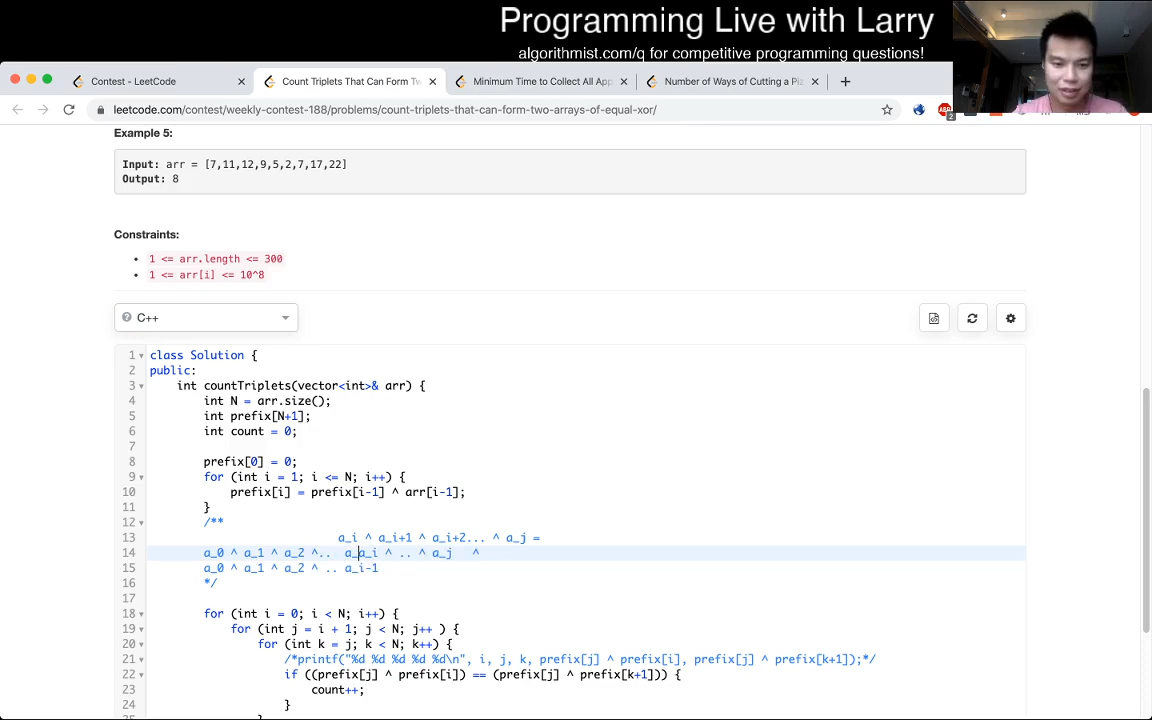 Programming Live with Larry
algorithmist.com/q for competitive programming questions!
Contest - LeetCode
Count Triplets That Can Form Tw
Minimum Time to Collect All App
Number of Ways of Cutting a Piz
leetcode.com/contest/weekly-contest-188/problems/count-triplets-that-can-form-two-arrays-of-equal-xor/
Example 5:
Input: arr = [7,11,12,9,5,2,7,17,22]
Output: 8
Constraints:
1 <= arr.length <= 300
1 <= arr[i] <= 10^8
C++
1 class Solution {
2 public:
3 int countTriplets(vector<int>& arr) {
4 int N = arr.size();
5 int prefix[N+1];
6 int count = 0;
7
8 prefix[0] = 0;
9 for (int i = 1; i <= N; i++) {
10 prefix[i] = prefix[i-1] ^ arr[i-1];
11 }
12 /**
13 a_i ^ a_i+1 ^ a_i+2... ^ a_j =
14 a_0 ^ a_1 ^ a_2 ^.. a_a_i ^ .. ^ a_j ^
15 a_0 ^ a_1 ^ a_2 ^ .. a_i-1
16 */
17
18 for (int i = 0; i < N; i++) {
19 for (int j = i + 1; j < N; j++ ) {
20 for (int k = j; k < N; k++) {
21 /*printf("%d %d %d %d %d\n", i, j, k, prefix[j] ^ prefix[i], prefix[j] ^ prefix[k+1]);*/
22 if ((prefix[j] ^ prefix[i]) == (prefix[j] ^ prefix[k+1])) {
23 count++;
24 }